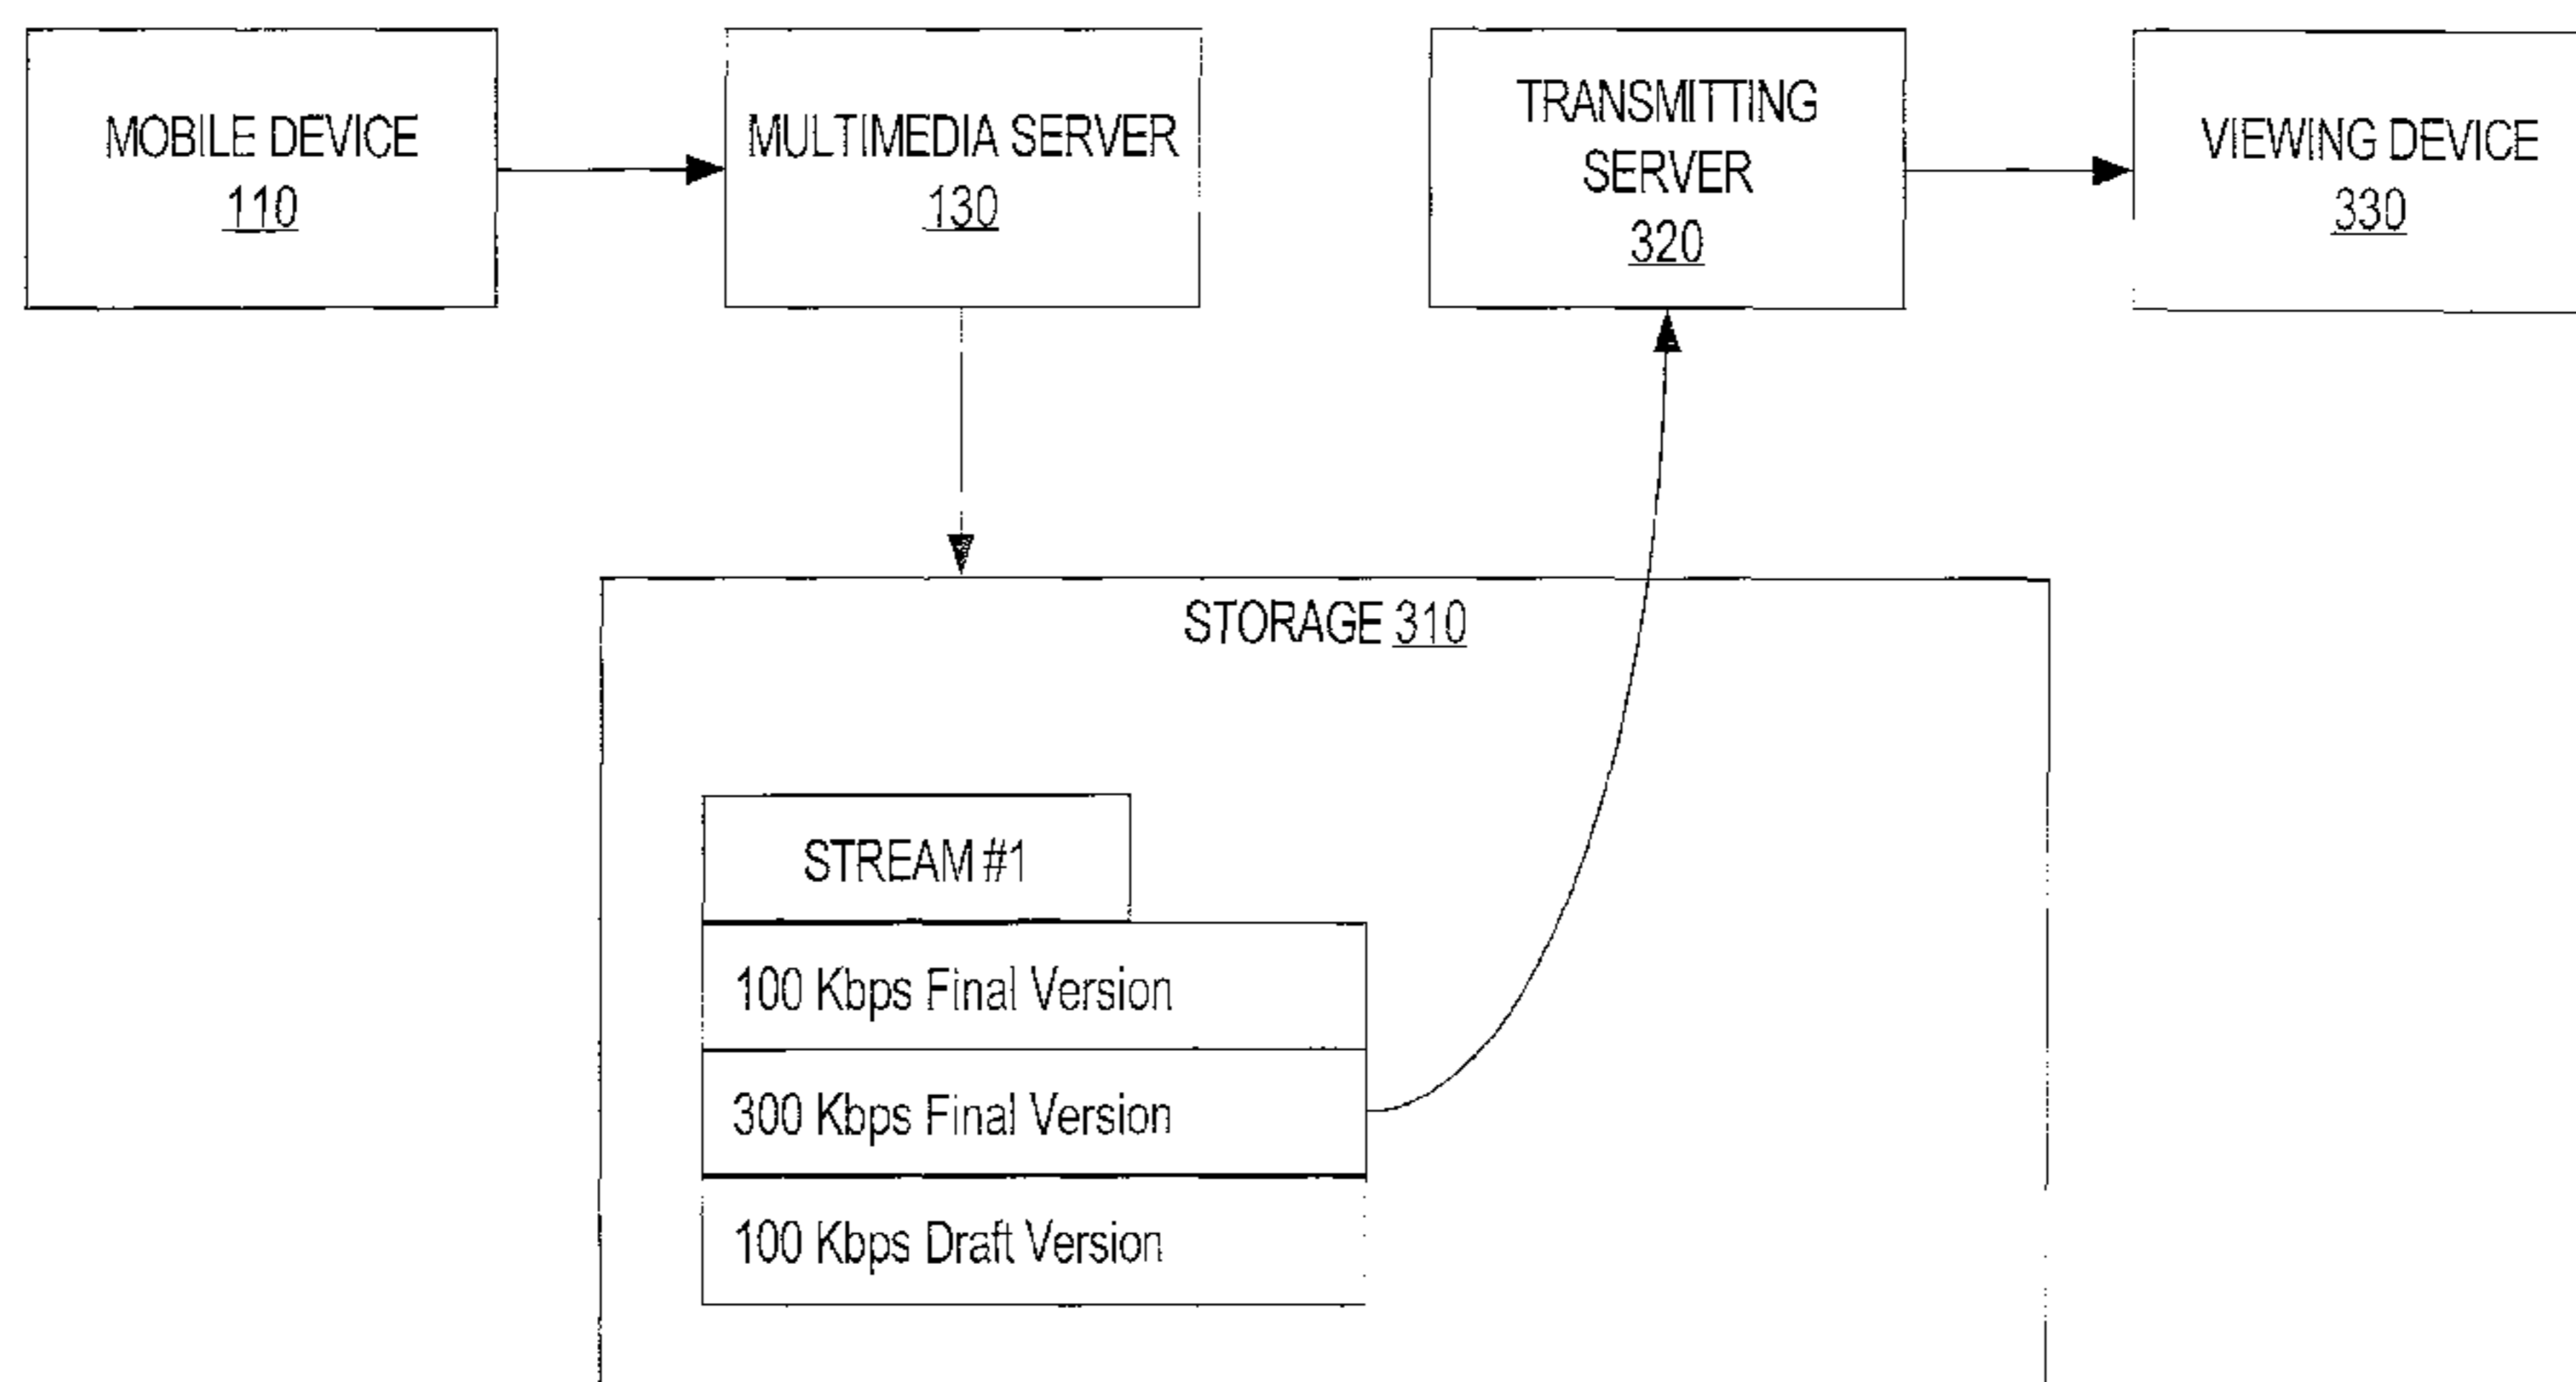 MOBILE DEVICE
110
MULTIMEDIA SERVER
130
TRANSMITTING
SERVER
320
VIEWING DEVICE
330
STORAGE 310
STREAM #1
100 Kbps Final Version
300 Kbps Final Version
100 Kbps Draft Version